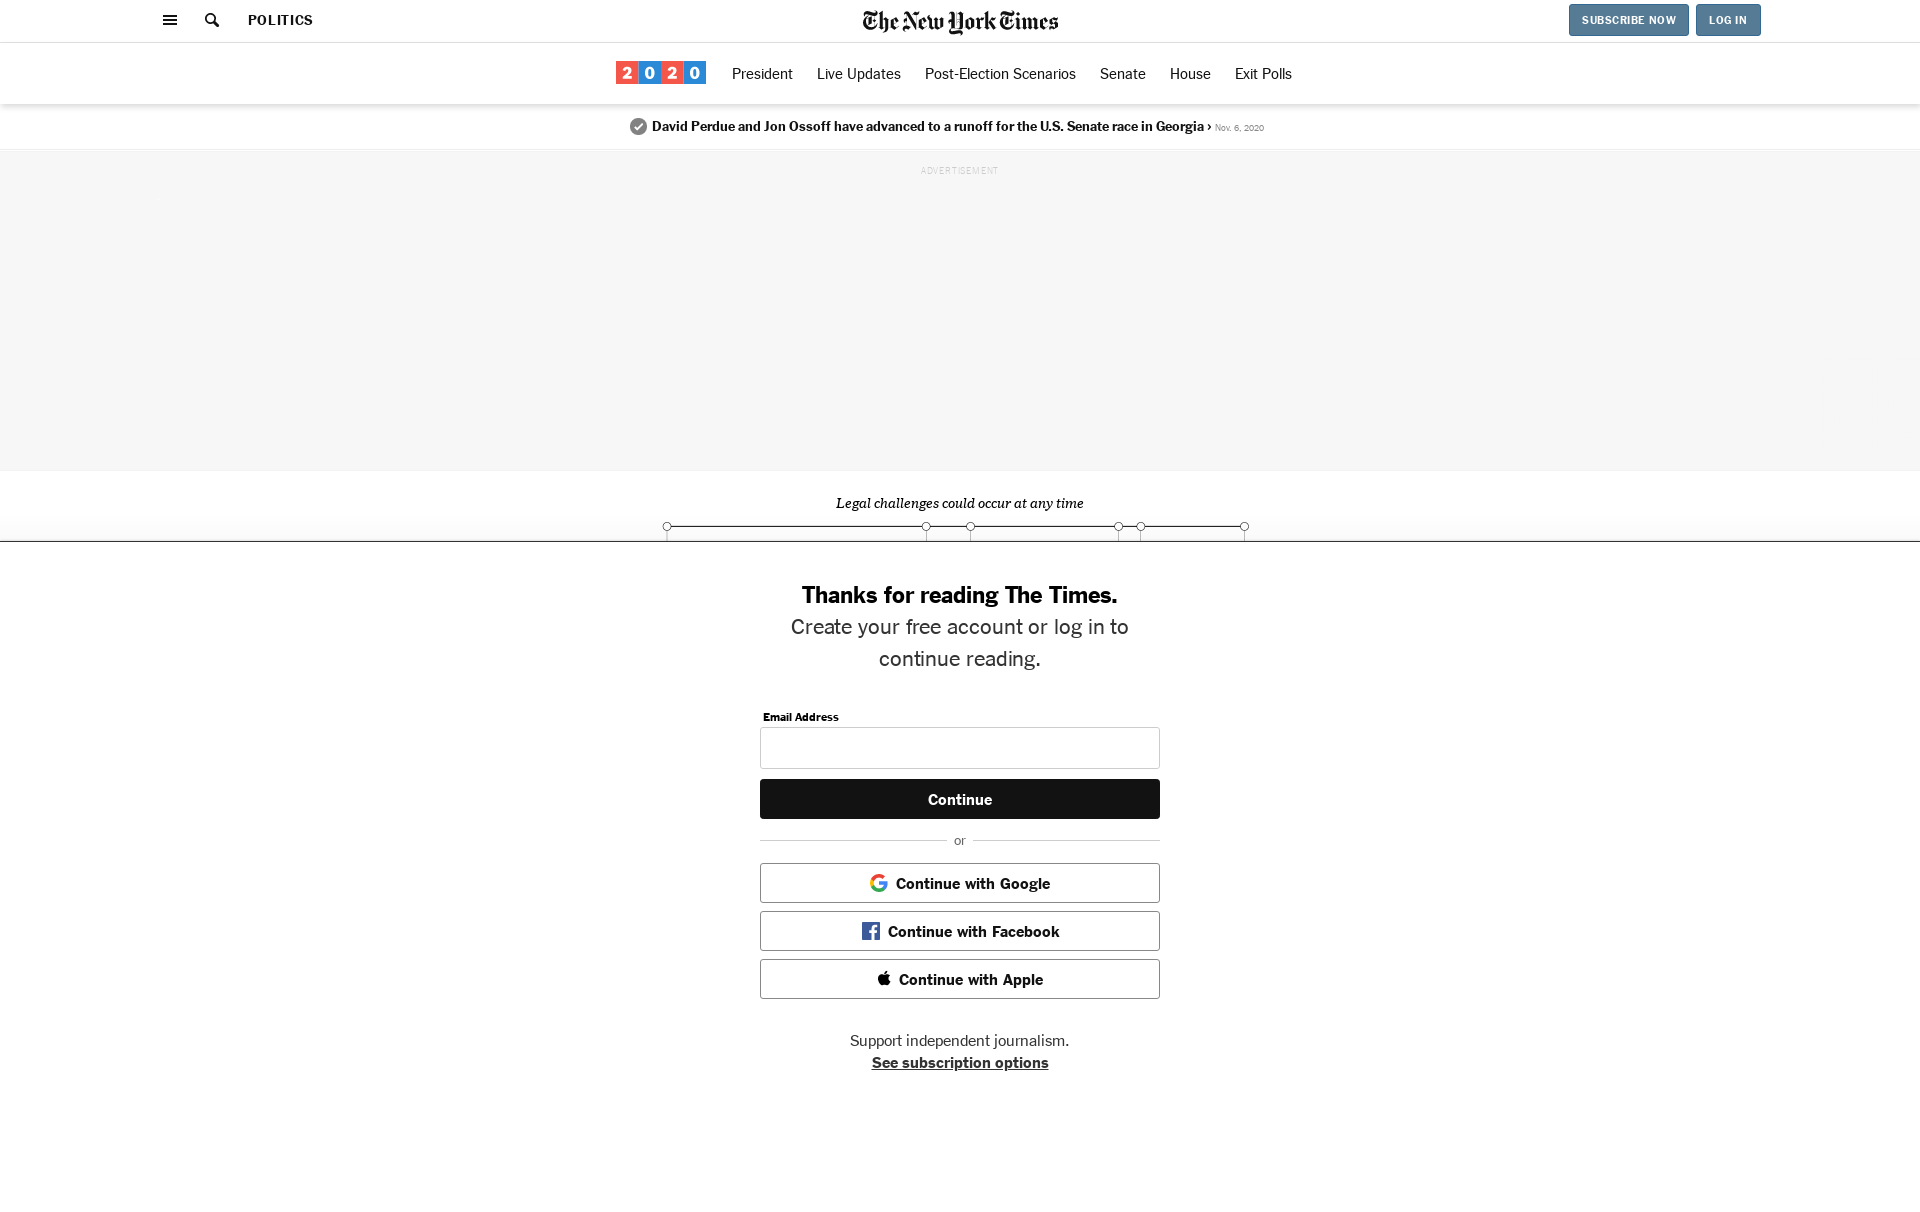 POLITICS
The New York Times
SUBSCRIBE NOW
LOG IN
2020
President
Live Updates
Post-Election Scenarios
Senate
House
Exit Polls
David Perdue and Jon Ossoff have advanced to a runoff for the U.S. Senate race in Georgia › Nov. 6, 2020
ADVERTISEMENT
Legal challenges could occur at any time
Thanks for reading The Times.
Create your free account or log in to
continue reading.
Email Address
Continue
or
Continue with Google
Continue with Facebook
Continue with Apple
Support independent journalism.
See subscription options